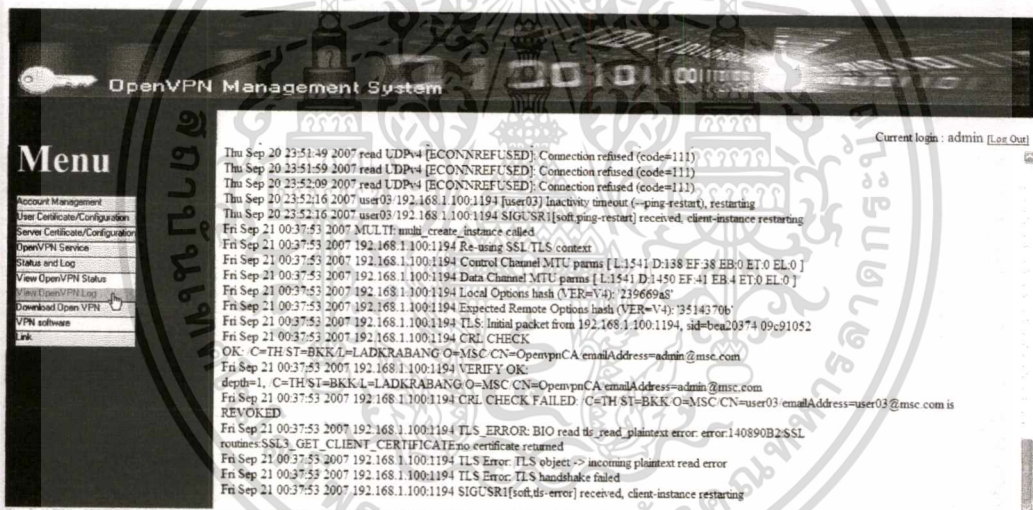 OpenVPN Management System
Current login : admin [Log Out]
Menu
Account Management
User Certificate/Configuration
Server Certificate/Configuration
OpenVPN Service
Status and Log
View OpenVPN Status
View OpenVPN Log
Download Open VPN
VPN software
Link
Thu Sep 20 23:51:49 2007 read UDPv4 [ECONNREFUSED]: Connection refused (code=111)
Thu Sep 20 23:51:59 2007 read UDPv4 [ECONNREFUSED]: Connection refused (code=111)
Thu Sep 20 23:52:09 2007 read UDPv4 [ECONNREFUSED]: Connection refused (code=111)
Thu Sep 20 23:52:16 2007 user03/192.168.1.100:1194 [user03] Inactivity timeout (--ping-restart), restarting
Thu Sep 20 23:52:16 2007 user03/192.168.1.100:1194 SIGUSR1[soft,ping-restart] received, client-instance restarting
Fri Sep 21 00:37:53 2007 MULTI: multi_create_instance called
Fri Sep 21 00:37:53 2007 192.168.1.100:1194 Re-using SSL/TLS context
Fri Sep 21 00:37:53 2007 192.168.1.100:1194 Control Channel MTU parms [ L:1541 D:138 EF:38 EB:0 ET:0 EL:0 ]
Fri Sep 21 00:37:53 2007 192.168.1.100:1194 Data Channel MTU parms [ L:1541 D:1450 EF:41 EB:4 ET:0 EL:0 ]
Fri Sep 21 00:37:53 2007 192.168.1.100:1194 Local Options hash (VER=V4): '239669a8'
Fri Sep 21 00:37:53 2007 192.168.1.100:1194 Expected Remote Options hash (VER=V4): '3514370b'
Fri Sep 21 00:37:53 2007 192.168.1.100:1194 TLS: Initial packet from 192.168.1.100:1194, sid=bea20374 09c91052
Fri Sep 21 00:37:53 2007 192.168.1.100:1194 CRL CHECK
OK: /C=TH/ST=BKK/L=LADKRABANG/O=MSC/CN=OpenvpnCA/emailAddress=admin@msc.com
Fri Sep 21 00:37:53 2007 192.168.1.100:1194 VERIFY OK:
depth=1, /C=TH/ST=BKK/L=LADKRABANG/O=MSC/CN=OpenvpnCA/emailAddress=admin@msc.com
Fri Sep 21 00:37:53 2007 192.168.1.100:1194 CRL CHECK FAILED: /C=TH/ST=BKK/O=MSC/CN=user03/emailAddress=user03@msc.com is
REVOKED
Fri Sep 21 00:37:53 2007 192.168.1.100:1194 TLS_ERROR: BIO read tls_read_plaintext error: error:140890B2:SSL
routines:SSL3_GET_CLIENT_CERTIFICATE:no certificate returned
Fri Sep 21 00:37:53 2007 192.168.1.100:1194 TLS Error: TLS object -> incoming plaintext read error
Fri Sep 21 00:37:53 2007 192.168.1.100:1194 TLS Error: TLS handshake failed
Fri Sep 21 00:37:53 2007 192.168.1.100:1194 SIGUSR1[soft,tls-error] received, client-instance restarting